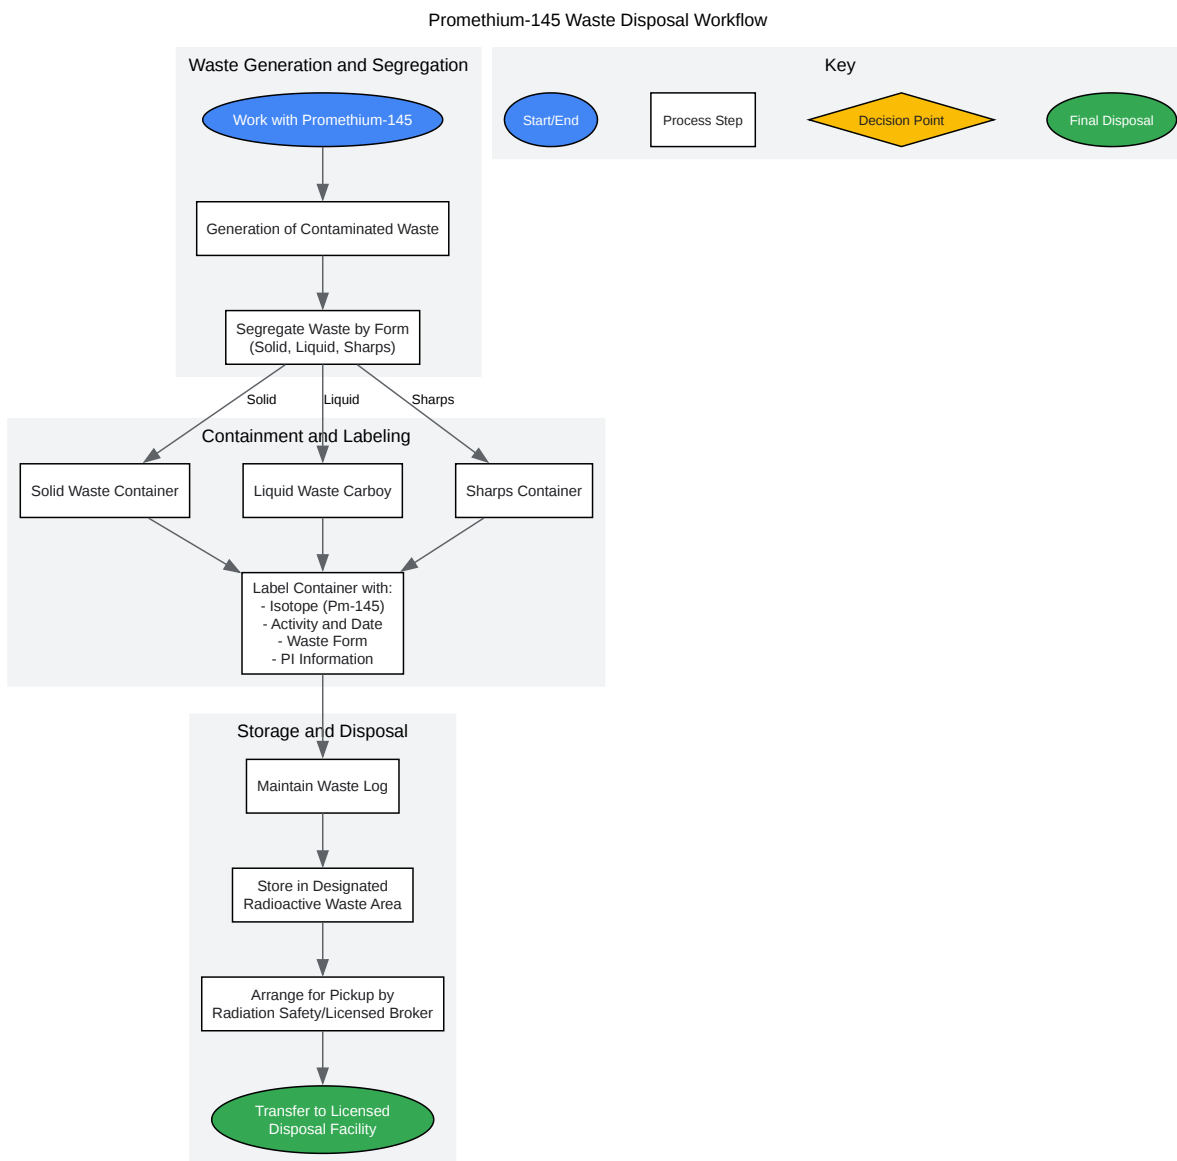 Promethium-145 Waste Disposal Workflow
Waste Generation and Segregation
Work with Promethium-145
Generation of Contaminated Waste
Segregate Waste by Form
(Solid, Liquid, Sharps)
Key
Start/End
Process Step
Decision Point
Final Disposal
Solid
Liquid
Sharps
Containment and Labeling
Solid Waste Container
Liquid Waste Carboy
Sharps Container
Label Container with:
- Isotope (Pm-145)
- Activity and Date
- Waste Form
- PI Information
Storage and Disposal
Maintain Waste Log
Store in Designated
Radioactive Waste Area
Arrange for Pickup by
Radiation Safety/Licensed Broker
Transfer to Licensed
Disposal Facility